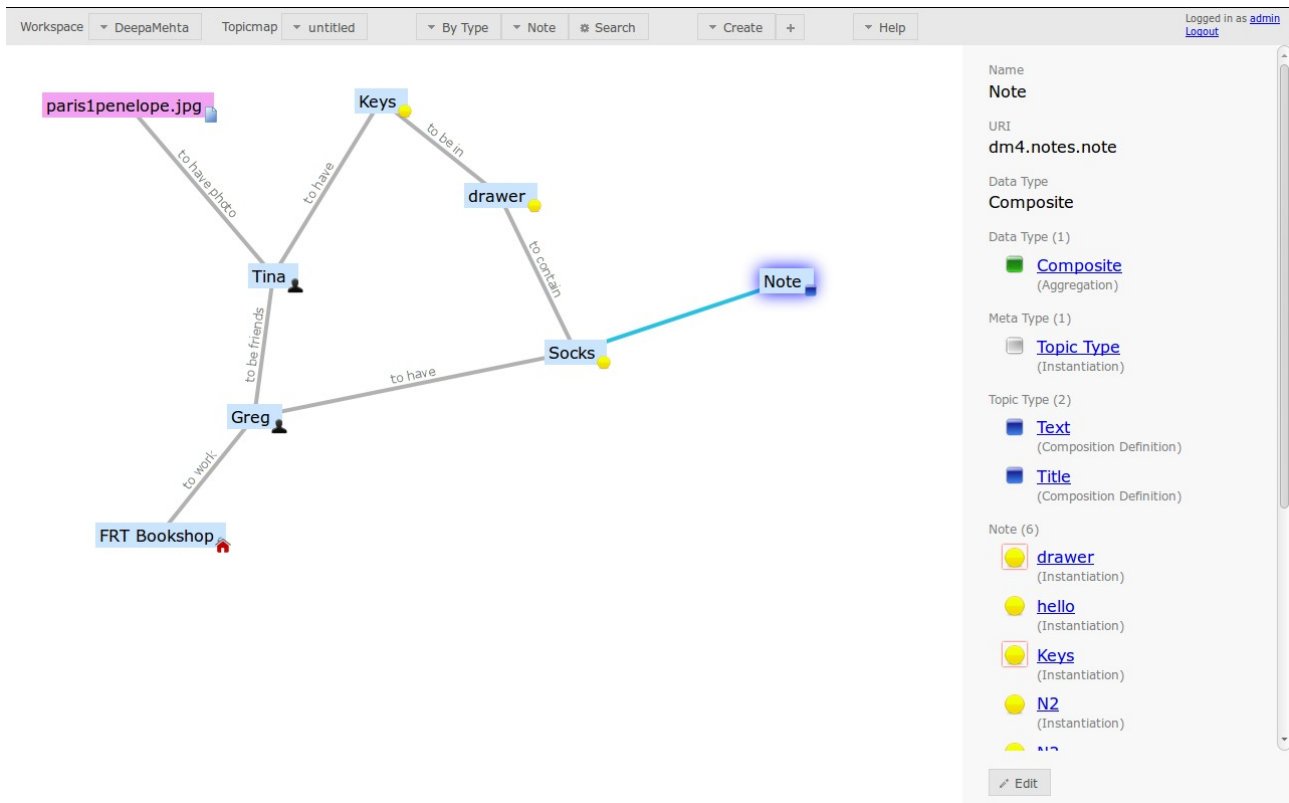 Workspace DeepaMehta Topicmap untitled By Type Note Search Create + Help
Logged in as admin
Logout
paris1penelope.jpg
Keys
to be in
to have photo
to have
drawer
Tina
to contain
Note
to be friends
Socks
to have
Greg
to work
FRT Bookshop
Name
Note
URI
dm4.notes.note
Data Type
Composite
Data Type (1)
Composite
(Aggregation)
Meta Type (1)
Topic Type
(Instantiation)
Topic Type (2)
Text
(Composition Definition)
Title
(Composition Definition)
Note (6)
drawer
(Instantiation)
hello
(Instantiation)
Keys
(Instantiation)
N2
(Instantiation)
Edit